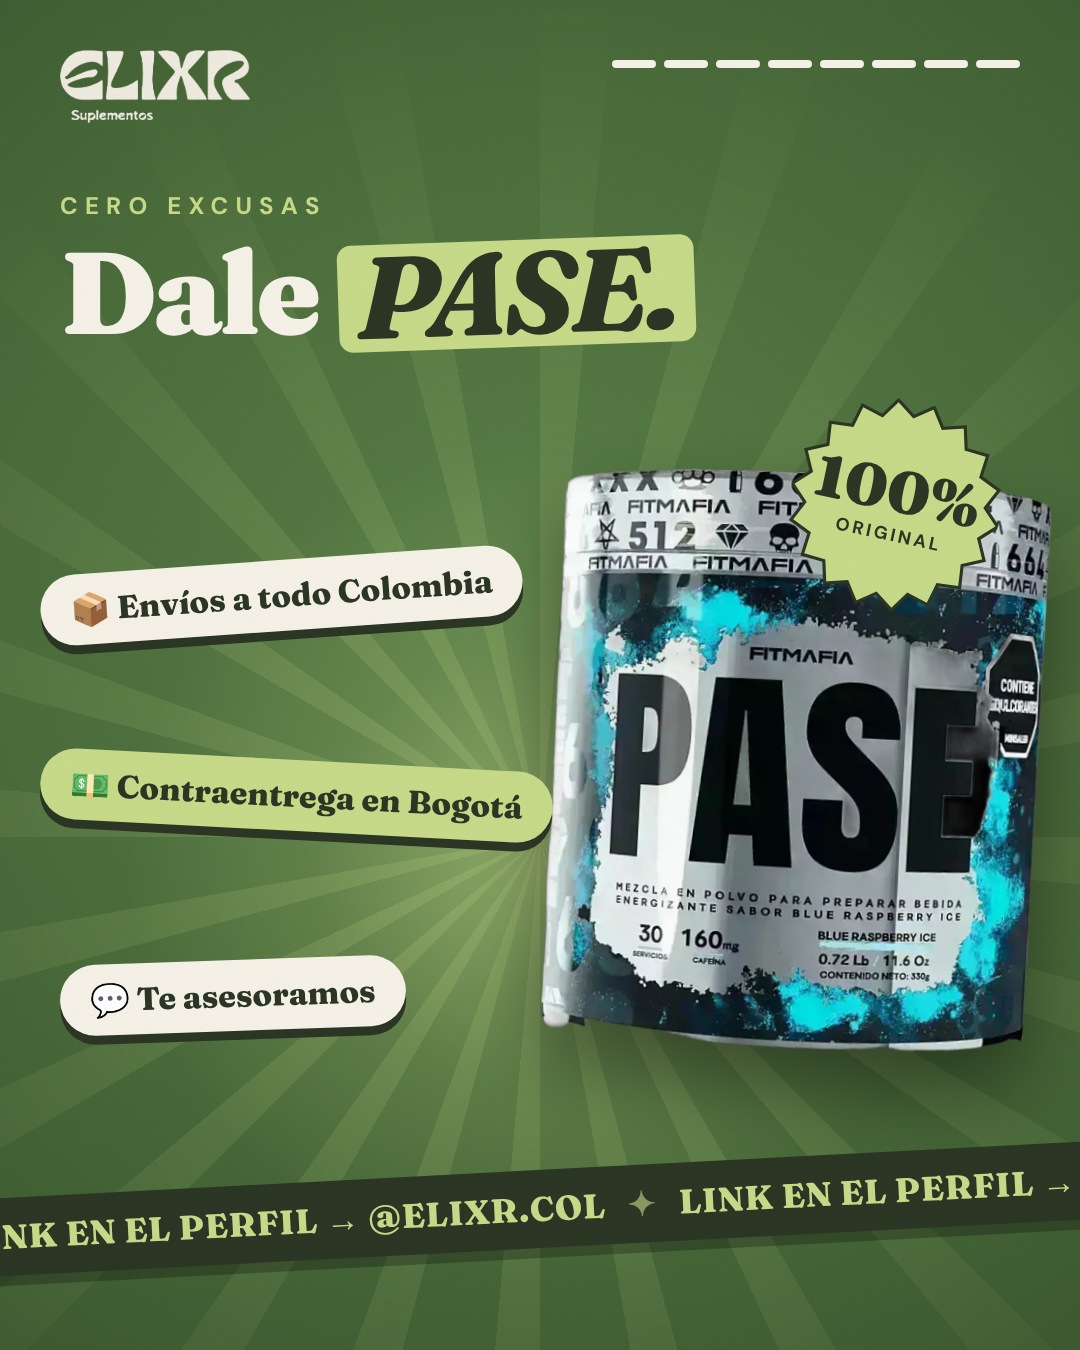 ELIXR
Suplementos
CERO EXCUSAS
Dale PASE.
100%
ORIGINAL
FITMAFIA
512
FITMAFIA FITMAFIA
664
FITMAFIA
📦 Envíos a todo Colombia
FITMAFIA
PASE
CONTIENE
MINSALUD
💵 Contraentrega en Bogotá
MEZCLA EN POLVO PARA PREPARAR BEBIDA
ENERGIZANTE SABOR BLUE RASPBERRY ICE
30 SERVICIOS
160mg CAFEÍNA
BLUE RASPBERRY ICE
0.72 Lb / 11.6 Oz
CONTENIDO NETO: 330g
💬 Te asesoramos
NK EN EL PERFIL → @ELIXR.COL ✦ LINK EN EL PERFIL →